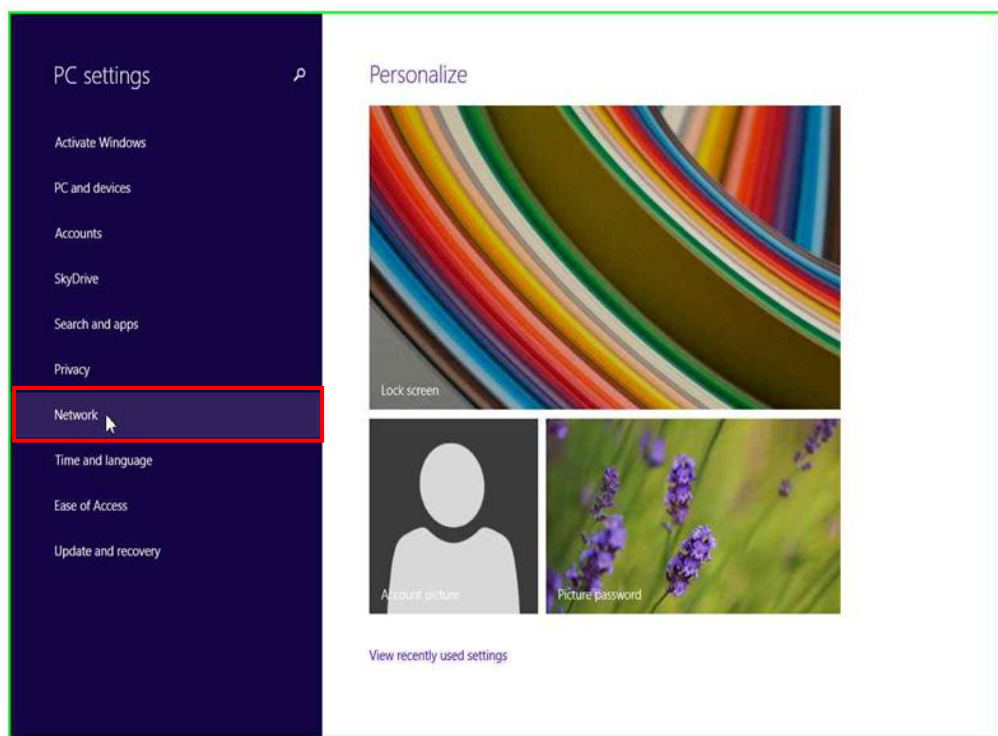 PC settings
Activate Windows
PC and devices
Accounts
SkyDrive
Search and apps
Privacy
Network
Time and language
Ease of Access
Update and recovery
Personalize
Lock screen
Account picture
Picture password
View recently used settings